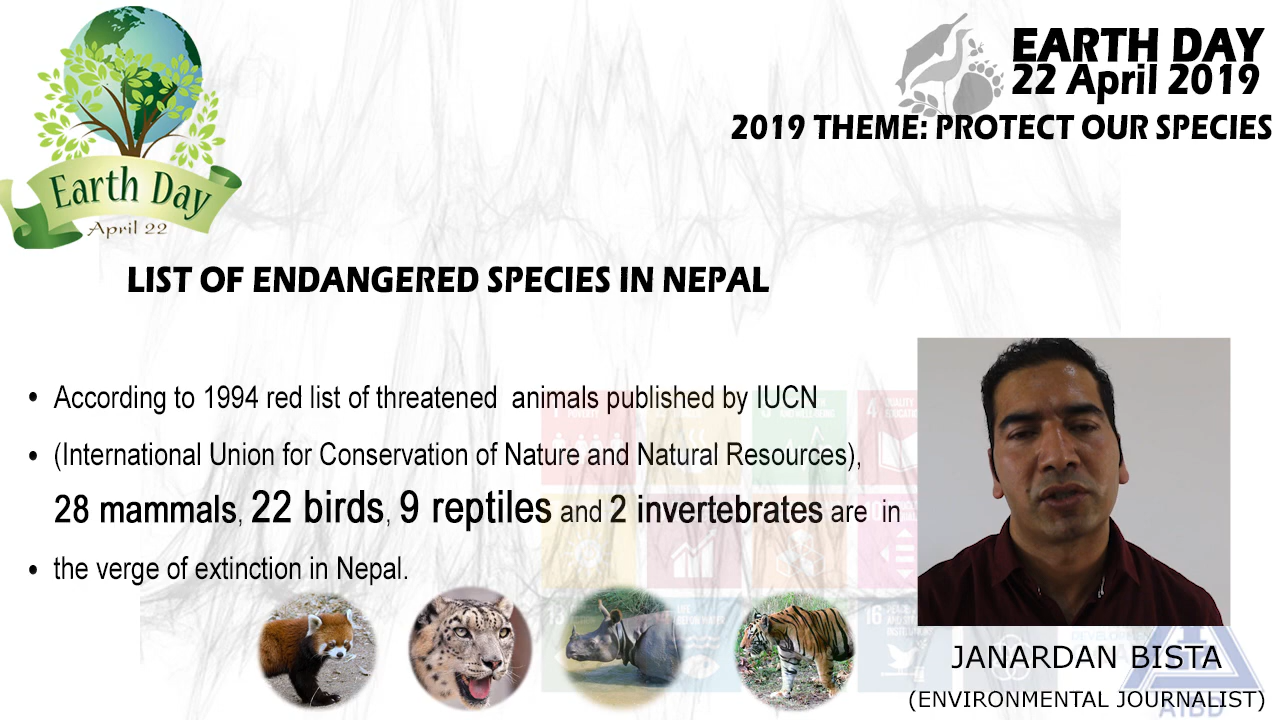 Earth Day
April 22
EARTH DAY
22 April 2019
2019 THEME: PROTECT OUR SPECIES
LIST OF ENDANGERED SPECIES IN NEPAL
• According to 1994 red list of threatened animals published by IUCN
• (International Union for Conservation of Nature and Natural Resources),
28 mammals, 22 birds, 9 reptiles and 2 invertebrates are in
• the verge of extinction in Nepal.
JANARDAN BISTA
(ENVIRONMENTAL JOURNALIST)
AIBD